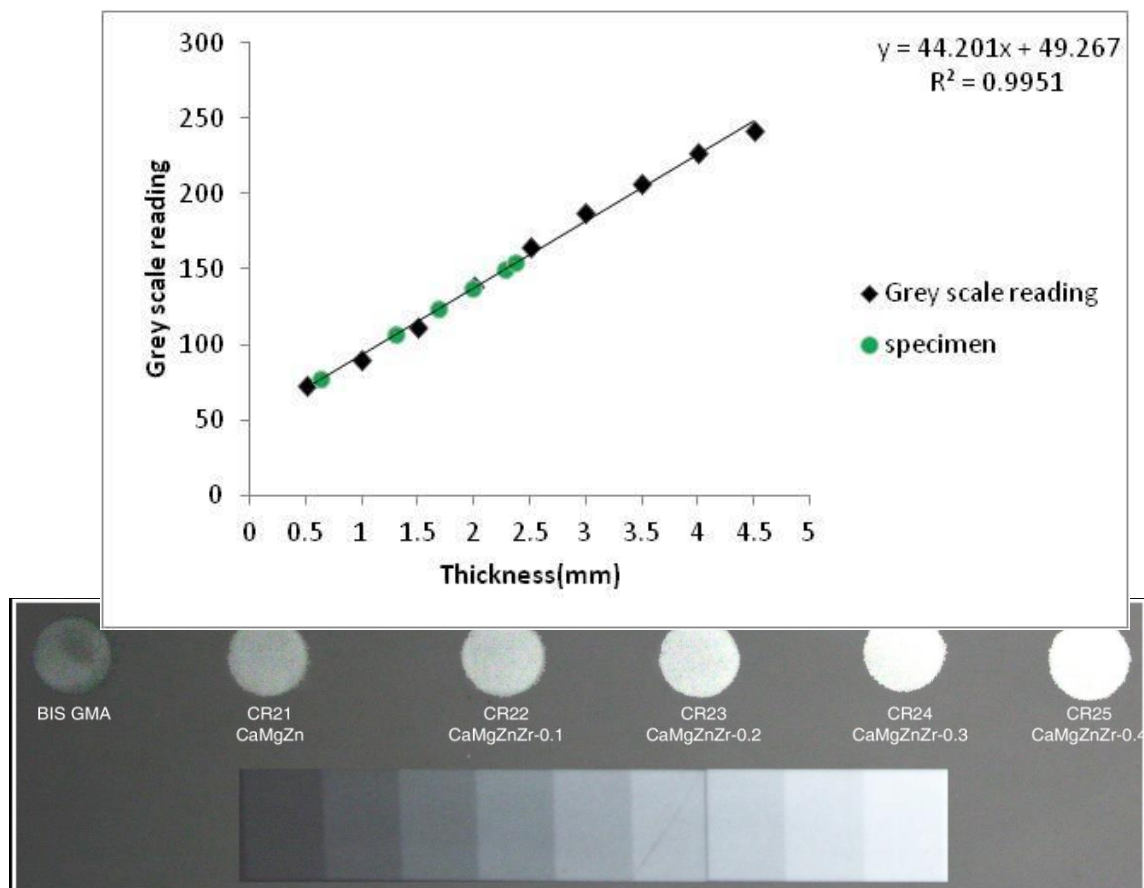 y = 44.201x + 49.267
R² = 0.9951
300
250
200
150
100
50
0
Grey scale reading
0 0.5 1 1.5 2 2.5 3 3.5 4 4.5 5
Thickness(mm)
Grey scale reading
specimen
BIS GMA CR21 CR22 CR23 CR24 CR25
CaMgZn CaMgZnZr-0.1 CaMgZnZr-0.2 CaMgZnZr-0.3 CaMgZnZr-0.4